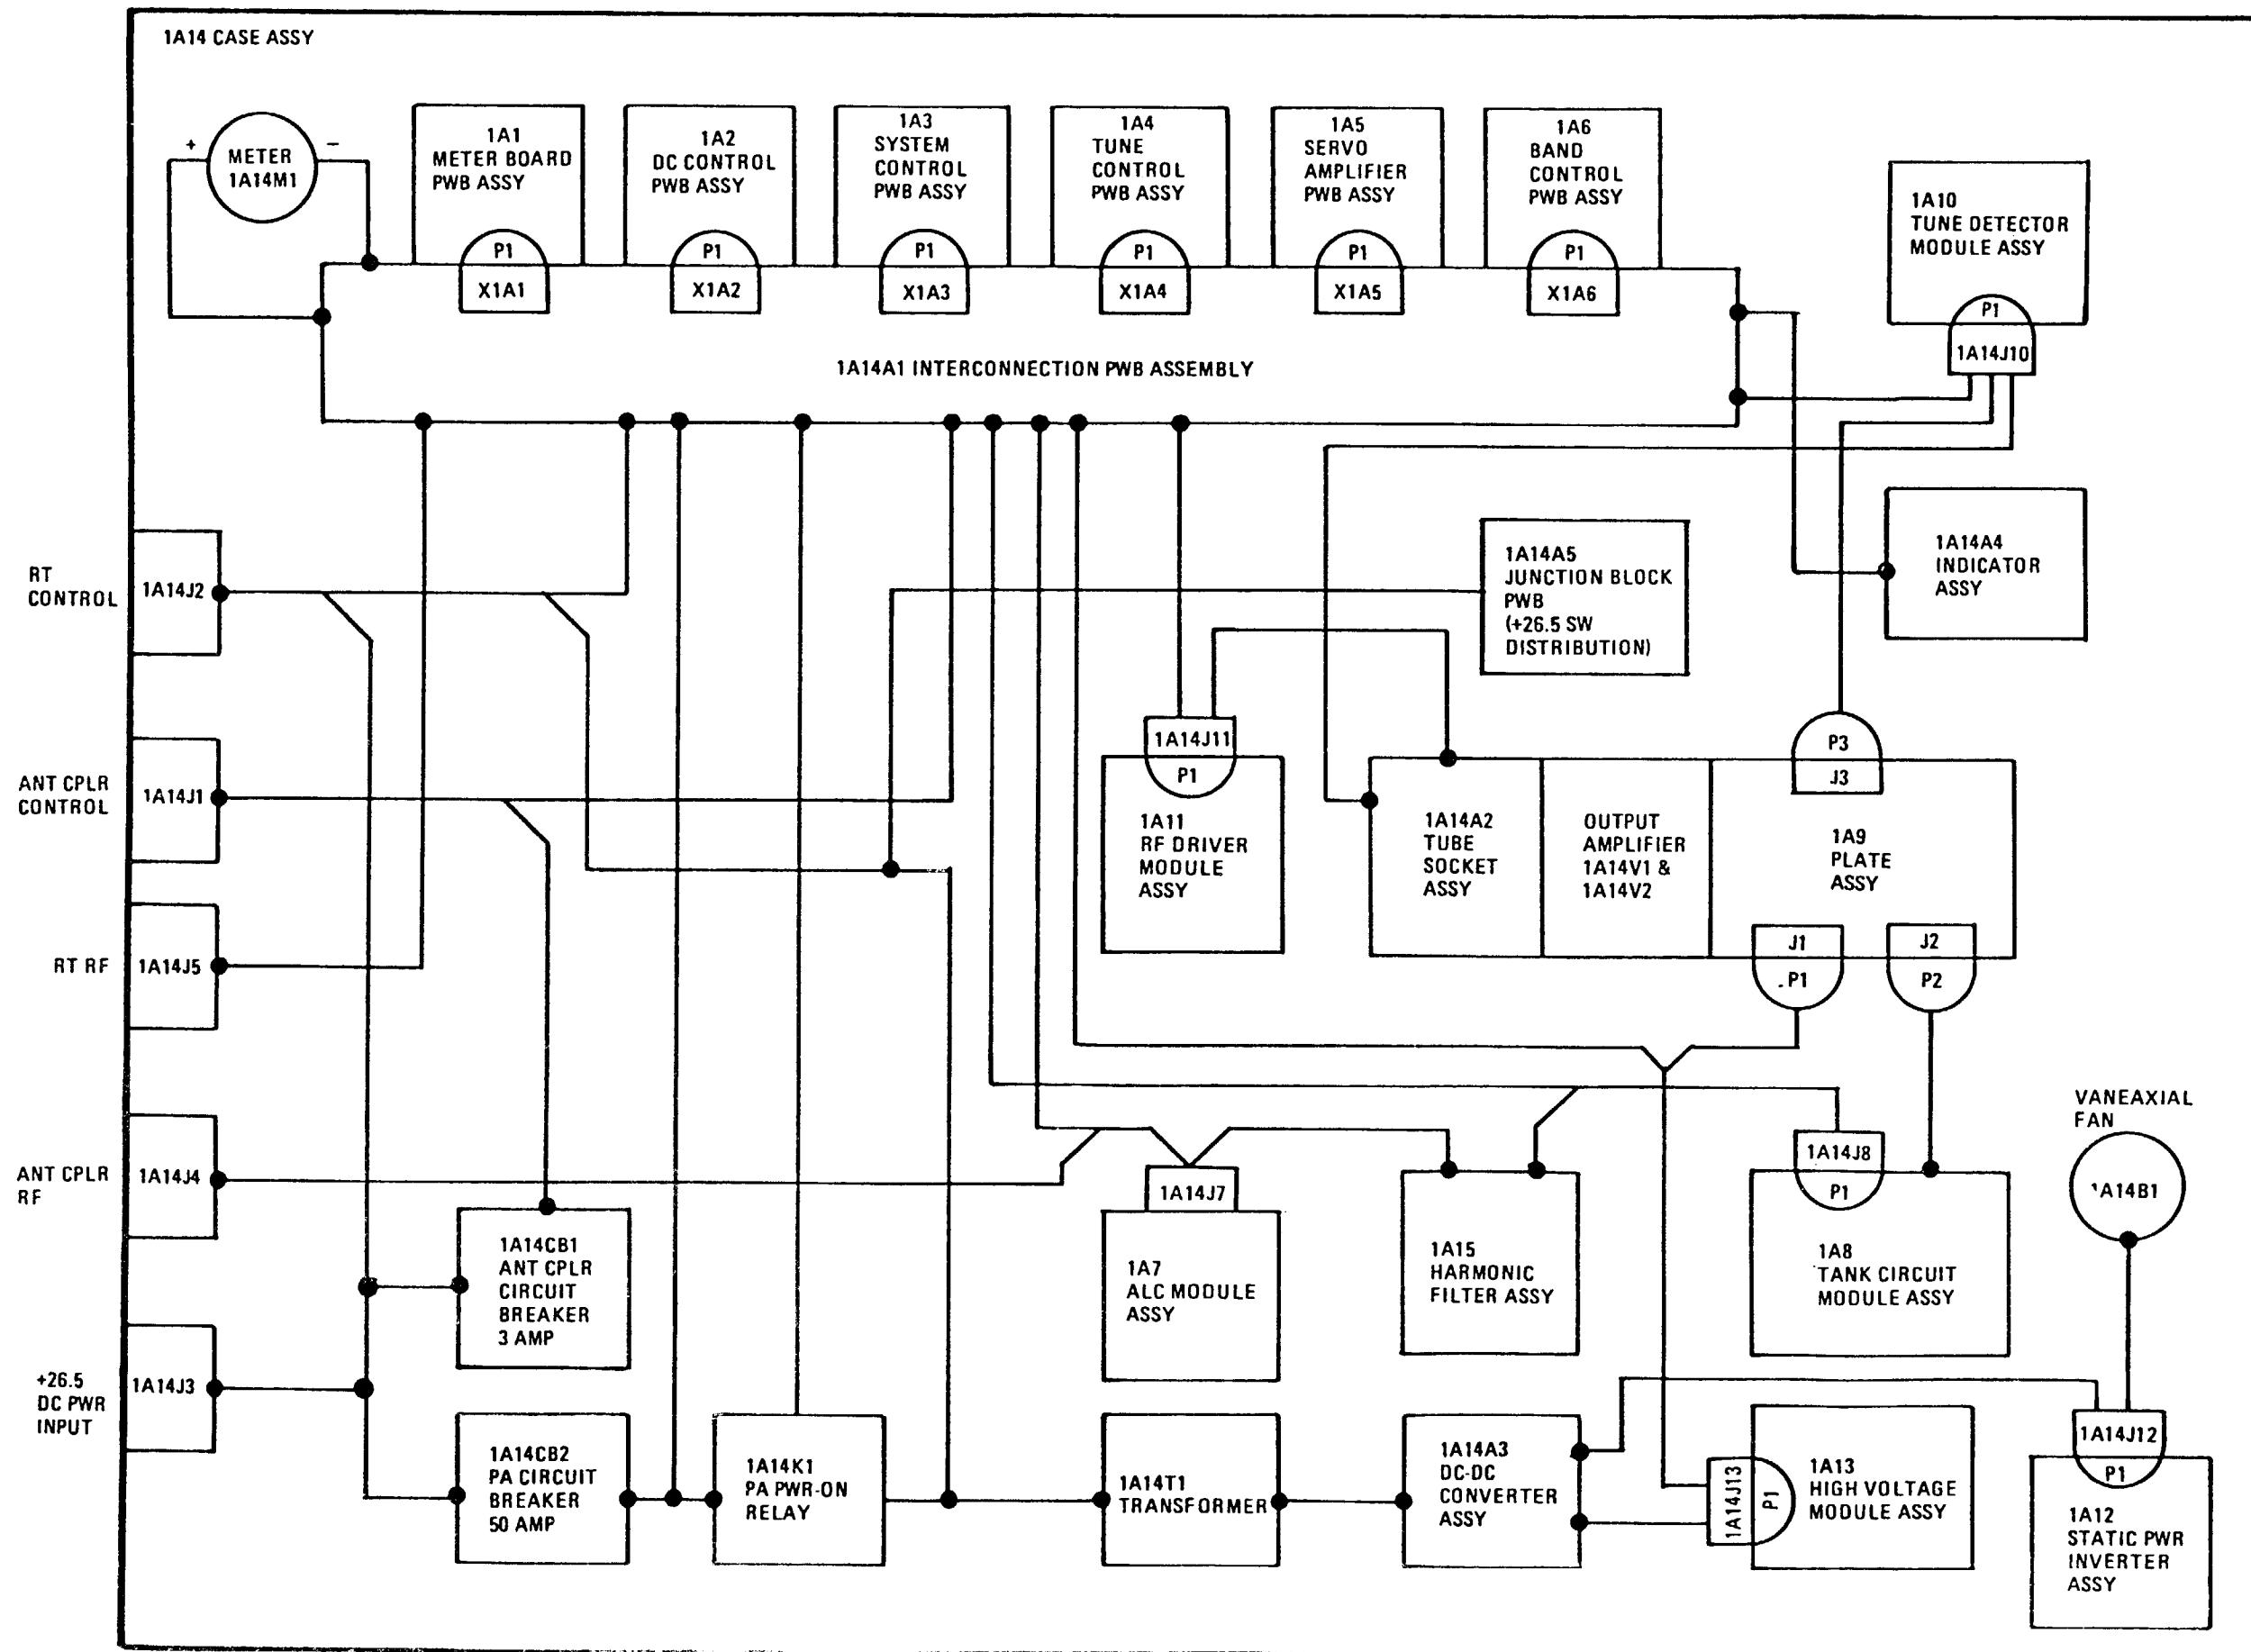 1A14 CASE ASSY
+
METER
1A14M1
−
1A1
METER BOARD
PWB ASSY
P1
X1A1
1A2
DC CONTROL
PWB ASSY
P1
X1A2
1A3
SYSTEM
CONTROL
PWB ASSY
P1
X1A3
1A4
TUNE
CONTROL
PWB ASSY
P1
X1A4
1A5
SERVO
AMPLIFIER
PWB ASSY
P1
X1A5
1A6
BAND
CONTROL
PWB ASSY
P1
X1A6
1A10
TUNE DETECTOR
MODULE ASSY
P1
1A14J10
1A14A1 INTERCONNECTION PWB ASSEMBLY
RT
CONTROL
1A14J2
1A14A5
JUNCTION BLOCK
PWB
(+26.5 SW
DISTRIBUTION)
1A14A4
INDICATOR
ASSY
ANT CPLR
CONTROL
1A14J1
1A14J11
P1
1A11
RF DRIVER
MODULE
ASSY
1A14A2
TUBE
SOCKET
ASSY
OUTPUT
AMPLIFIER
1A14V1 &
1A14V2
P3
J3
1A9
PLATE
ASSY
J1
P1
J2
P2
RT RF
1A14J5
ANT CPLR
RF
1A14J4
1A14CB1
ANT CPLR
CIRCUIT
BREAKER
3 AMP
1A14J7
1A7
ALC MODULE
ASSY
1A15
HARMONIC
FILTER ASSY
1A14J8
P1
1A8
TANK CIRCUIT
MODULE ASSY
VANEAXIAL
FAN
1A14B1
+26.5
DC PWR
INPUT
1A14J3
1A14CB2
PA CIRCUIT
BREAKER
50 AMP
1A14K1
PA PWR-ON
RELAY
1A14T1
TRANSFORMER
1A14A3
DC-DC
CONVERTER
ASSY
1A14J13
P1
1A13
HIGH VOLTAGE
MODULE ASSY
1A14J12
P1
1A12
STATIC PWR
INVERTER
ASSY